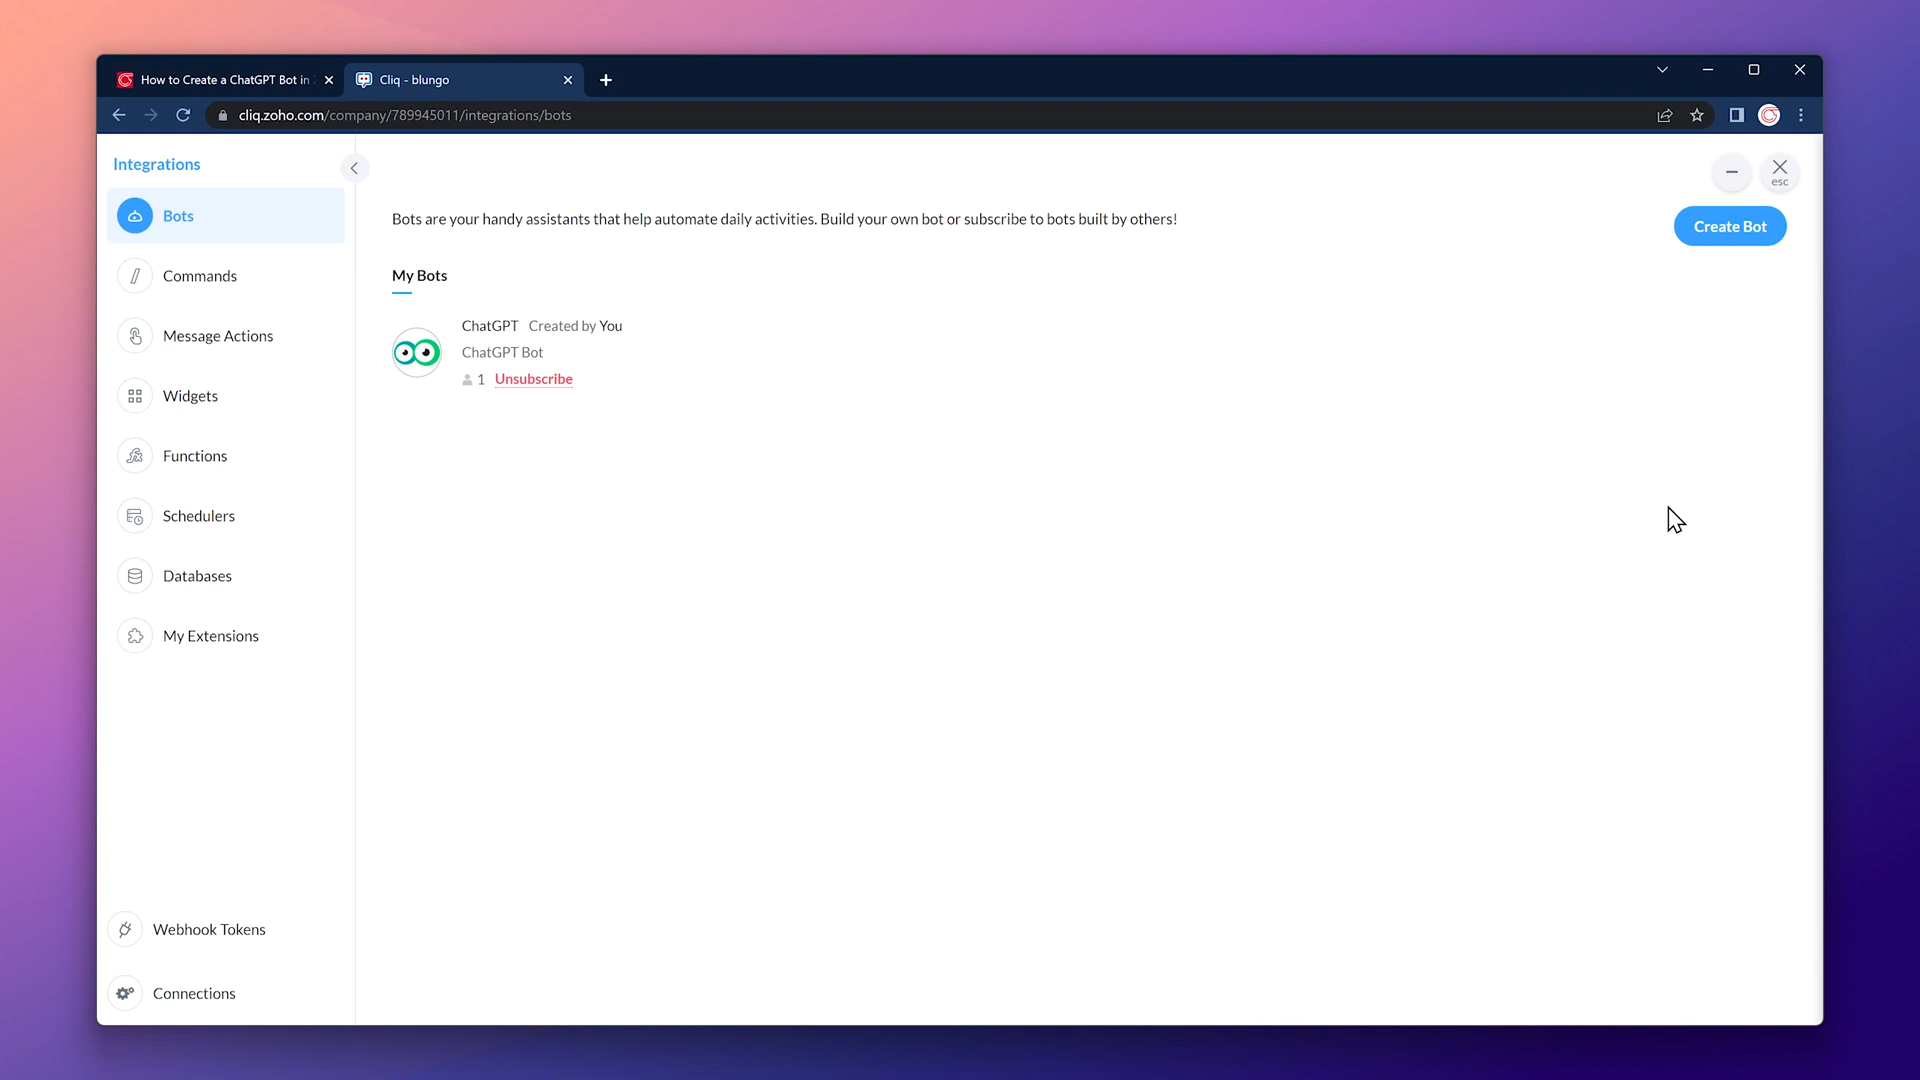 How to Create a ChatGPT Bot in
Cliq - blungo
cliq.zoho.com/company/789945011/integrations/bots
Integrations
Bots
Commands
Message Actions
Widgets
Functions
Schedulers
Databases
My Extensions
Webhook Tokens
Connections
esc
Bots are your handy assistants that help automate daily activities. Build your own bot or subscribe to bots built by others!
Create Bot
My Bots
ChatGPT Created by You
ChatGPT Bot
1 Unsubscribe